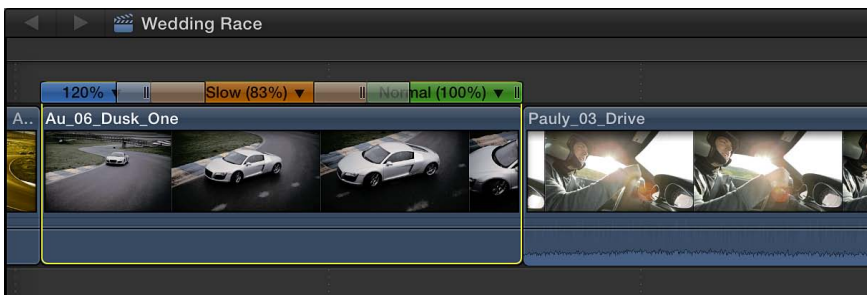 Wedding Race
120% Slow (83%) Normal (100%)
A.. Au_06_Dusk_One Pauly_03_Drive